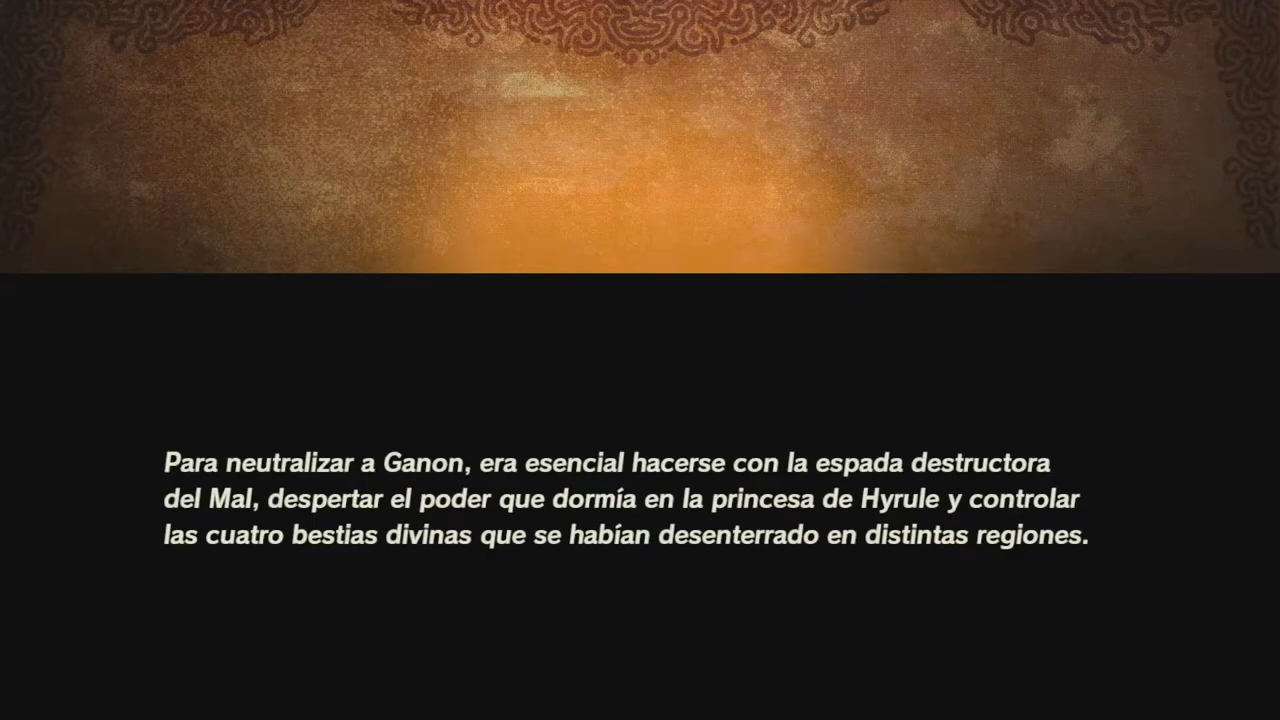 Para neutralizar a Ganon, era esencial hacerse con la espada destructora
del Mal, despertar el poder que dormía en la princesa de Hyrule y controlar
las cuatro bestias divinas que se habían desenterrado en distintas regiones.